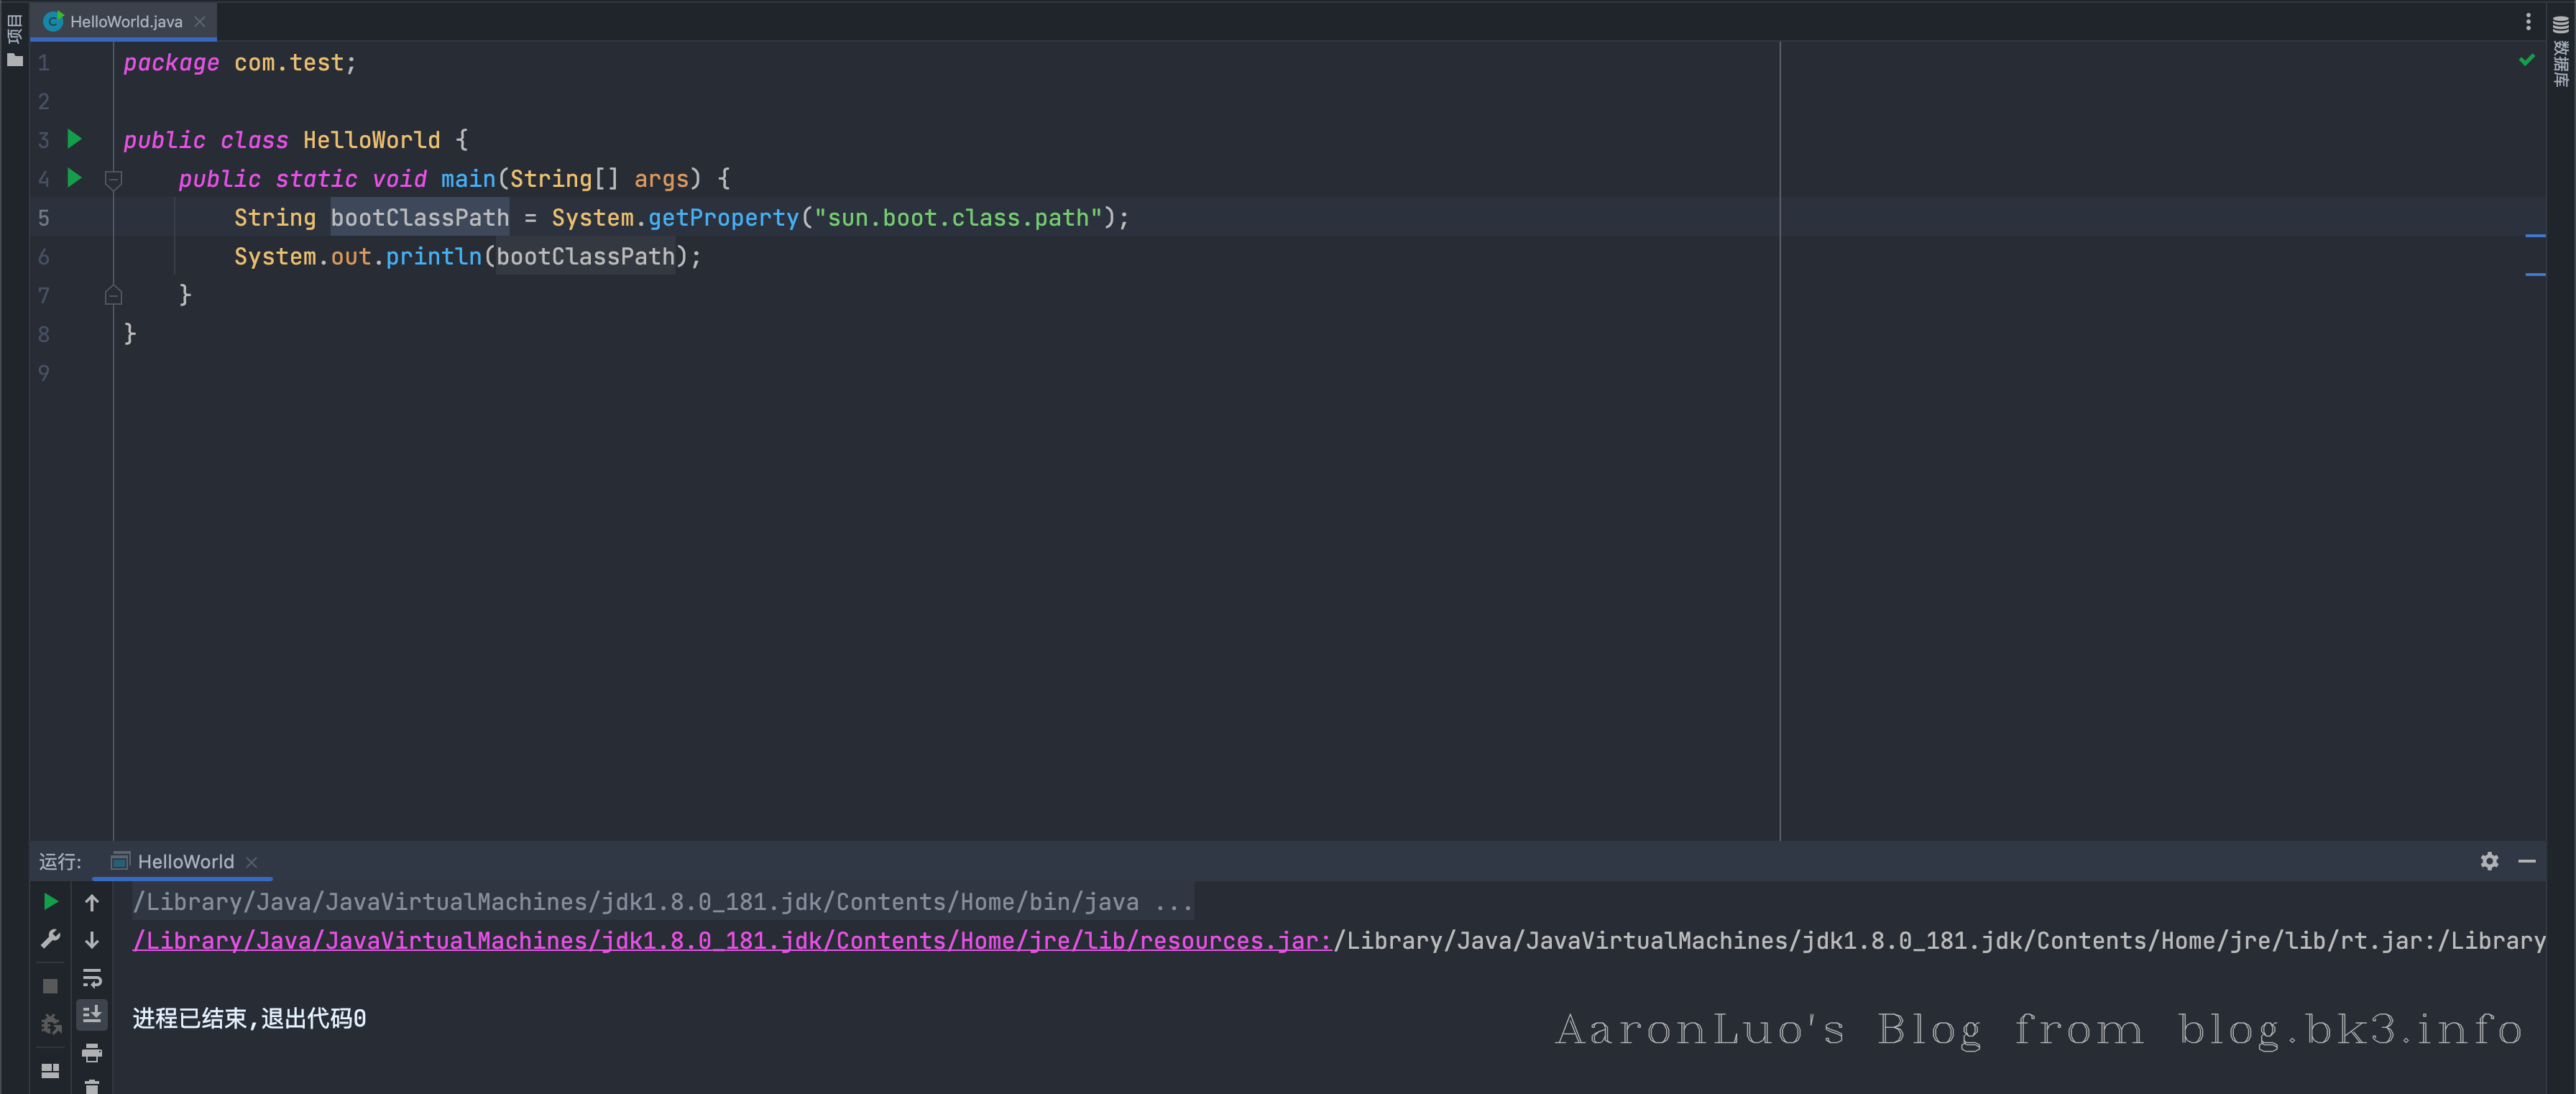 项目
HelloWorld.java
数据库
1 package com.test;
2
3 public class HelloWorld {
4 public static void main(String[] args) {
5 String bootClassPath = System.getProperty("sun.boot.class.path");
6 System.out.println(bootClassPath);
7 }
8 }
9
运行: HelloWorld
/Library/Java/JavaVirtualMachines/jdk1.8.0_181.jdk/Contents/Home/bin/java ...
/Library/Java/JavaVirtualMachines/jdk1.8.0_181.jdk/Contents/Home/jre/lib/resources.jar:/Library/Java/JavaVirtualMachines/jdk1.8.0_181.jdk/Contents/Home/jre/lib/rt.jar:/Library
进程已结束,退出代码0
AaronLuo's Blog from blog.bk3.info